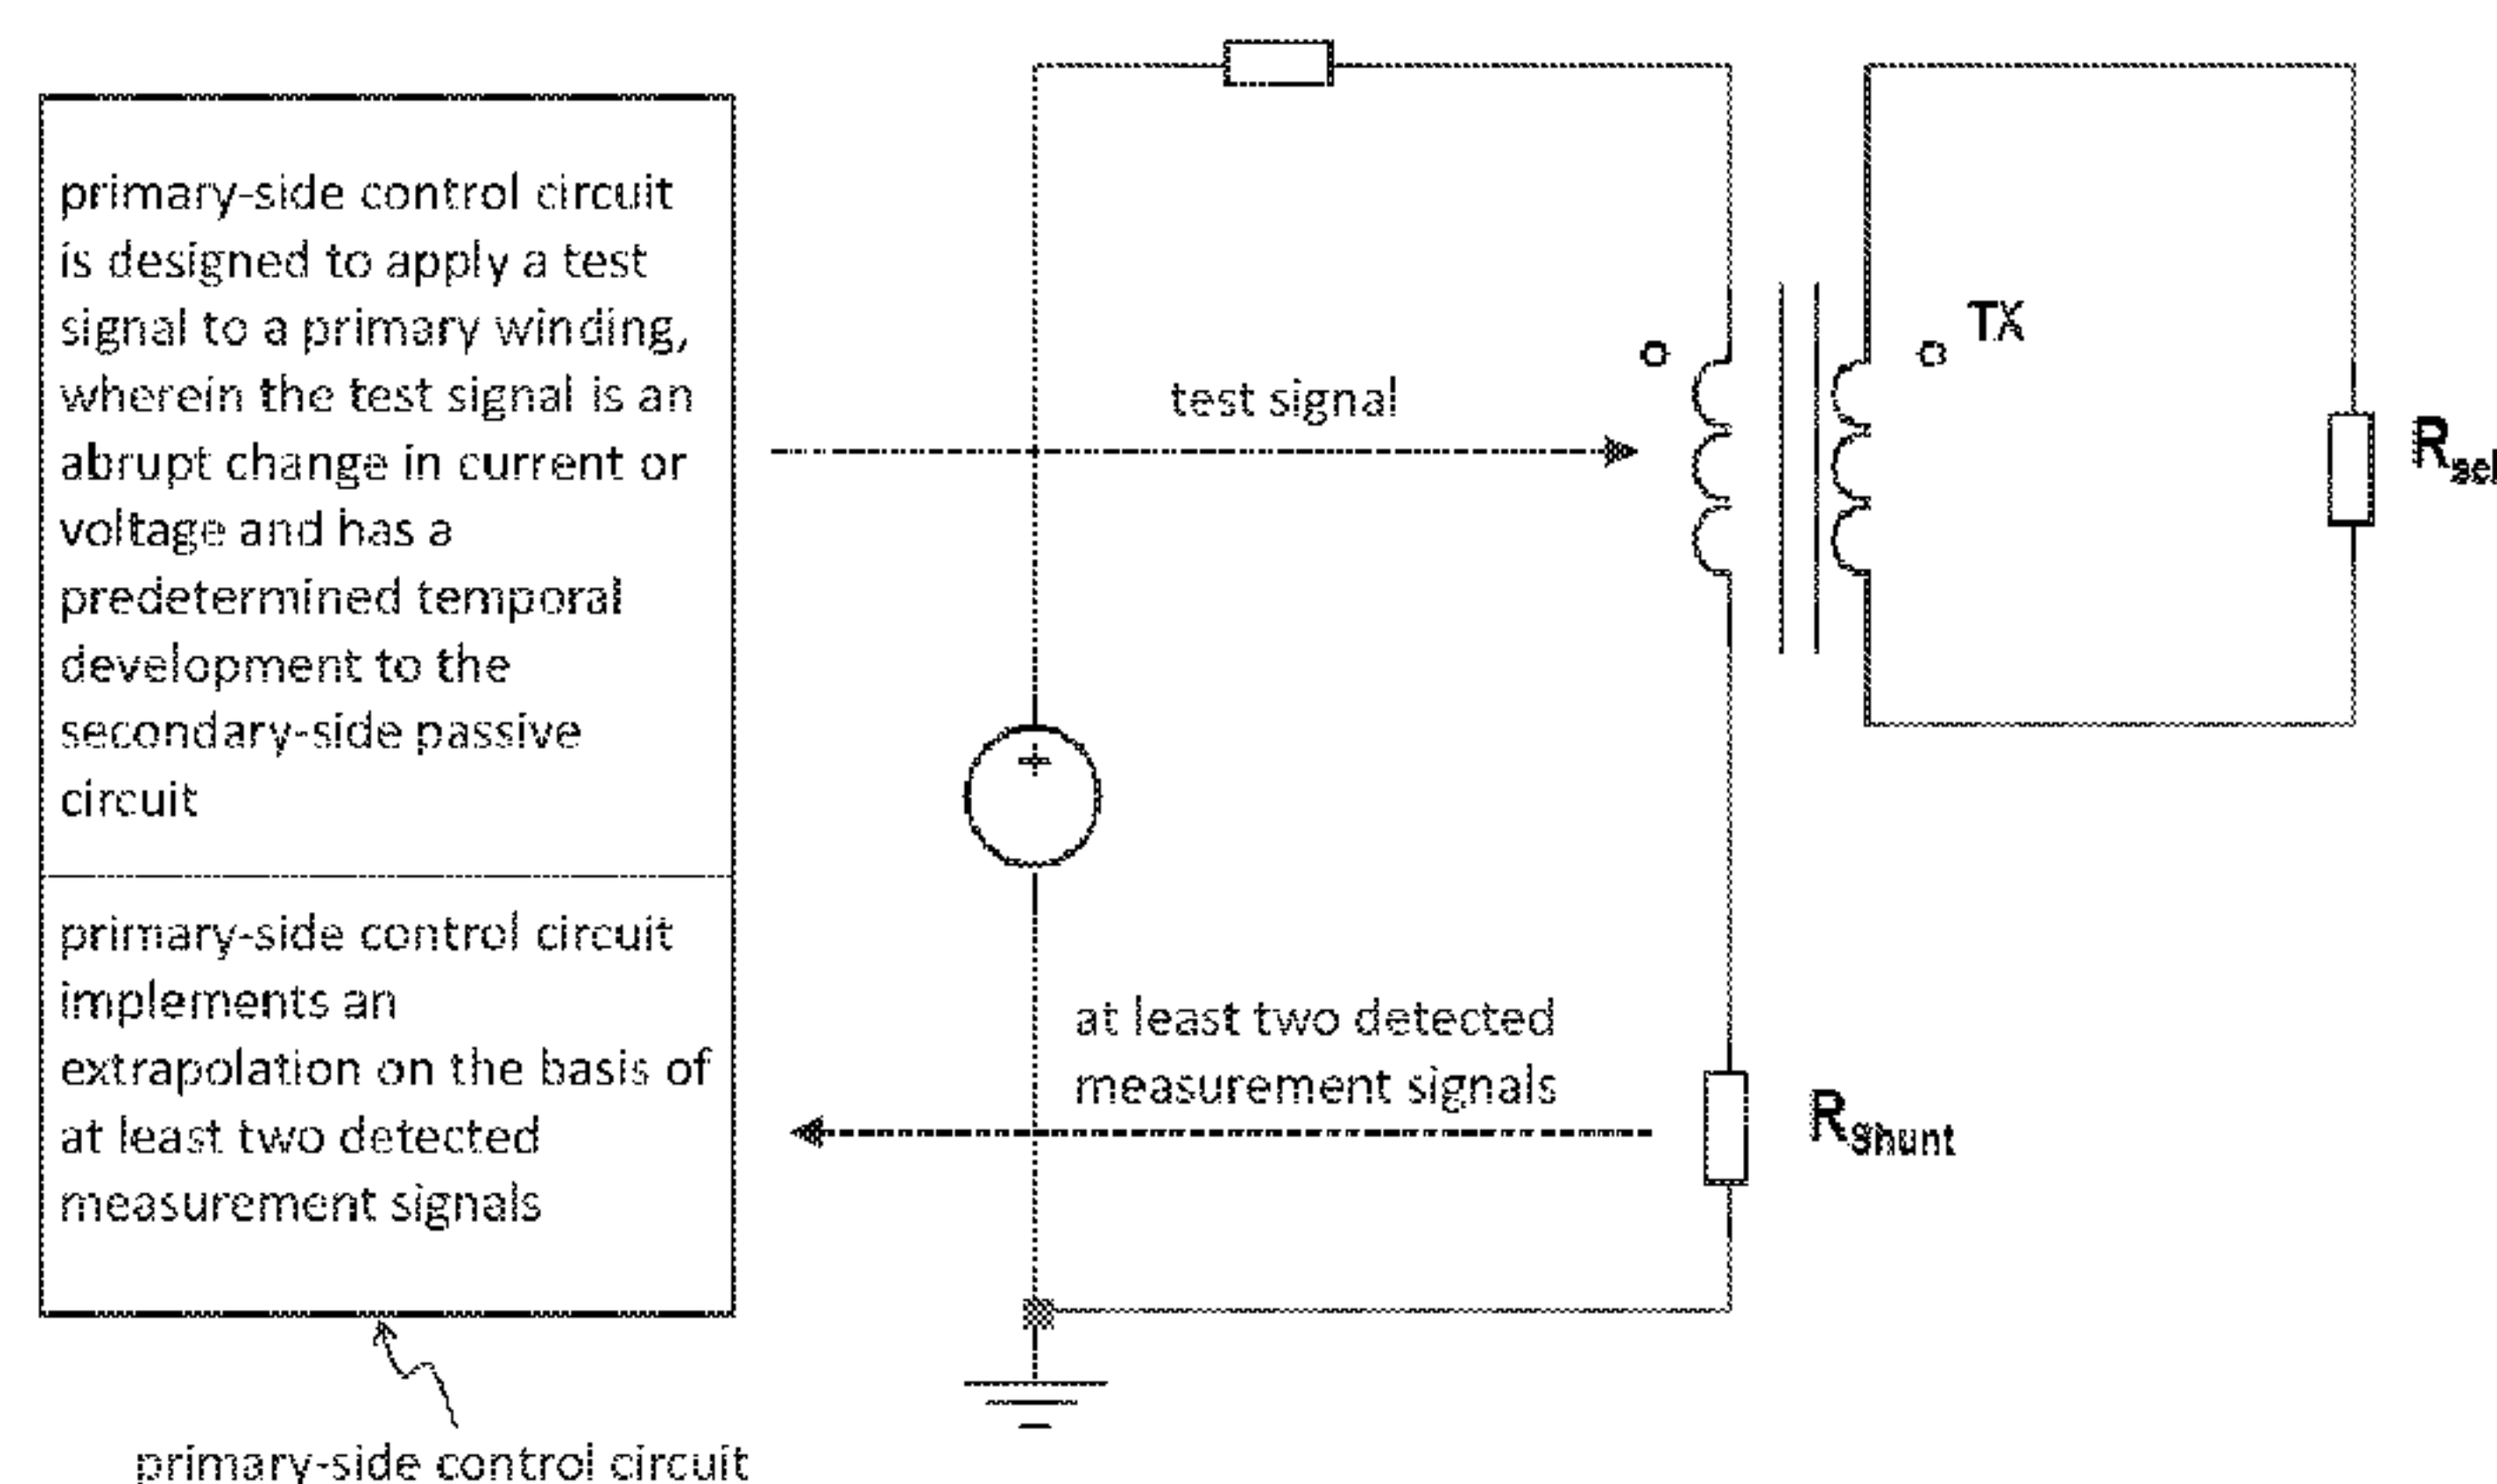 primary-side control circuit
is designed to apply a test
signal to a primary winding,
wherein the test signal is an
abrupt change in current or
voltage and has a
predetermined temporal
development to the
secondary-side passive
circuit
primary-side control circuit
implements an
extrapolation on the basis of
at least two detected
measurement signals
primary-side control circuit
test signal
+
TX
Rsel
at least two detected
measurement signals
Rshunt